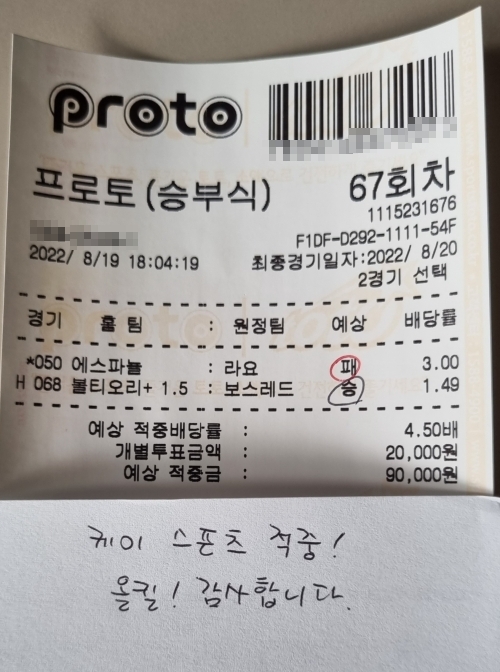 proto
프로토 (승부식) 67회차
1115231676
F1DF-D292-1111-54F
2022/ 8/19 18:04:19 최종경기일자:2022/ 8/20
2경기 선택
경기 홈 팀 : 원정팀 예상 배당률
*050 에스파뇰 : 라요 패 3.00
H 068 볼티오리+ 1.5 : 보스레드 승 1.49
예상 적중배당률 : 4.50배
개별투표금액 : 20,000원
예상 적중금 : 90,000원
케이 스포츠 적중!
올킬! 감사합니다.